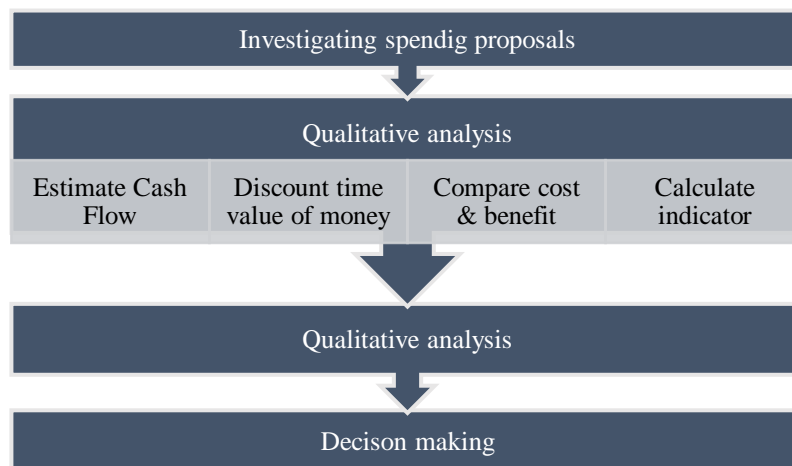 Investigating spendig proposals
Qualitative analysis
Estimate Cash
Flow
Discount time
value of money
Compare cost
& benefit
Calculate
indicator
Qualitative analysis
Decison making